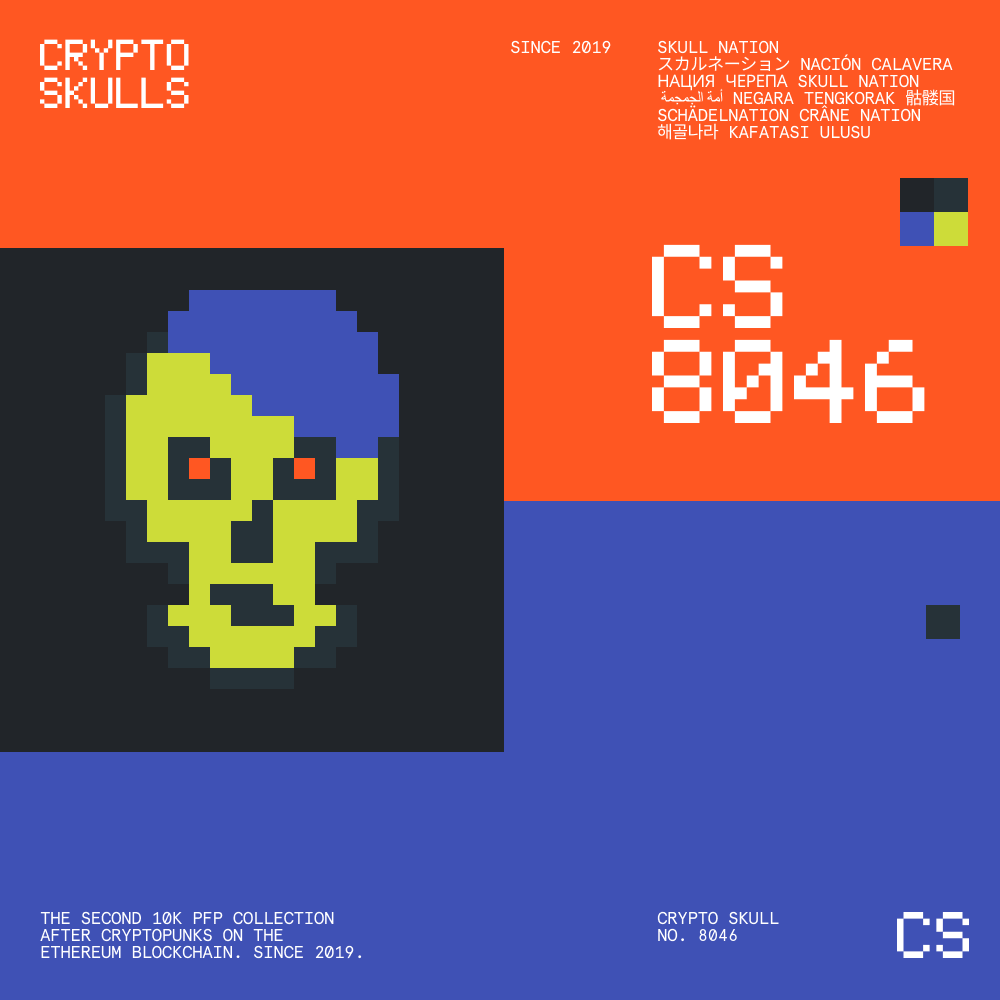 CRYPTO
SKULLS
SINCE 2019
SKULL NATION
スカルネーション NACIÓN CALAVERA
НАЦИЯ ЧЕРЕПА SKULL NATION
أمة الجمجمة NEGARA TENGKORAK 骷髅国
SCHÄDELNATION CRÂNE NATION
해골나라 KAFATASI ULUSU
CS
8046
THE SECOND 10K PFP COLLECTION
AFTER CRYPTOPUNKS ON THE
ETHEREUM BLOCKCHAIN. SINCE 2019.
CRYPTO SKULL
NO. 8046
CS